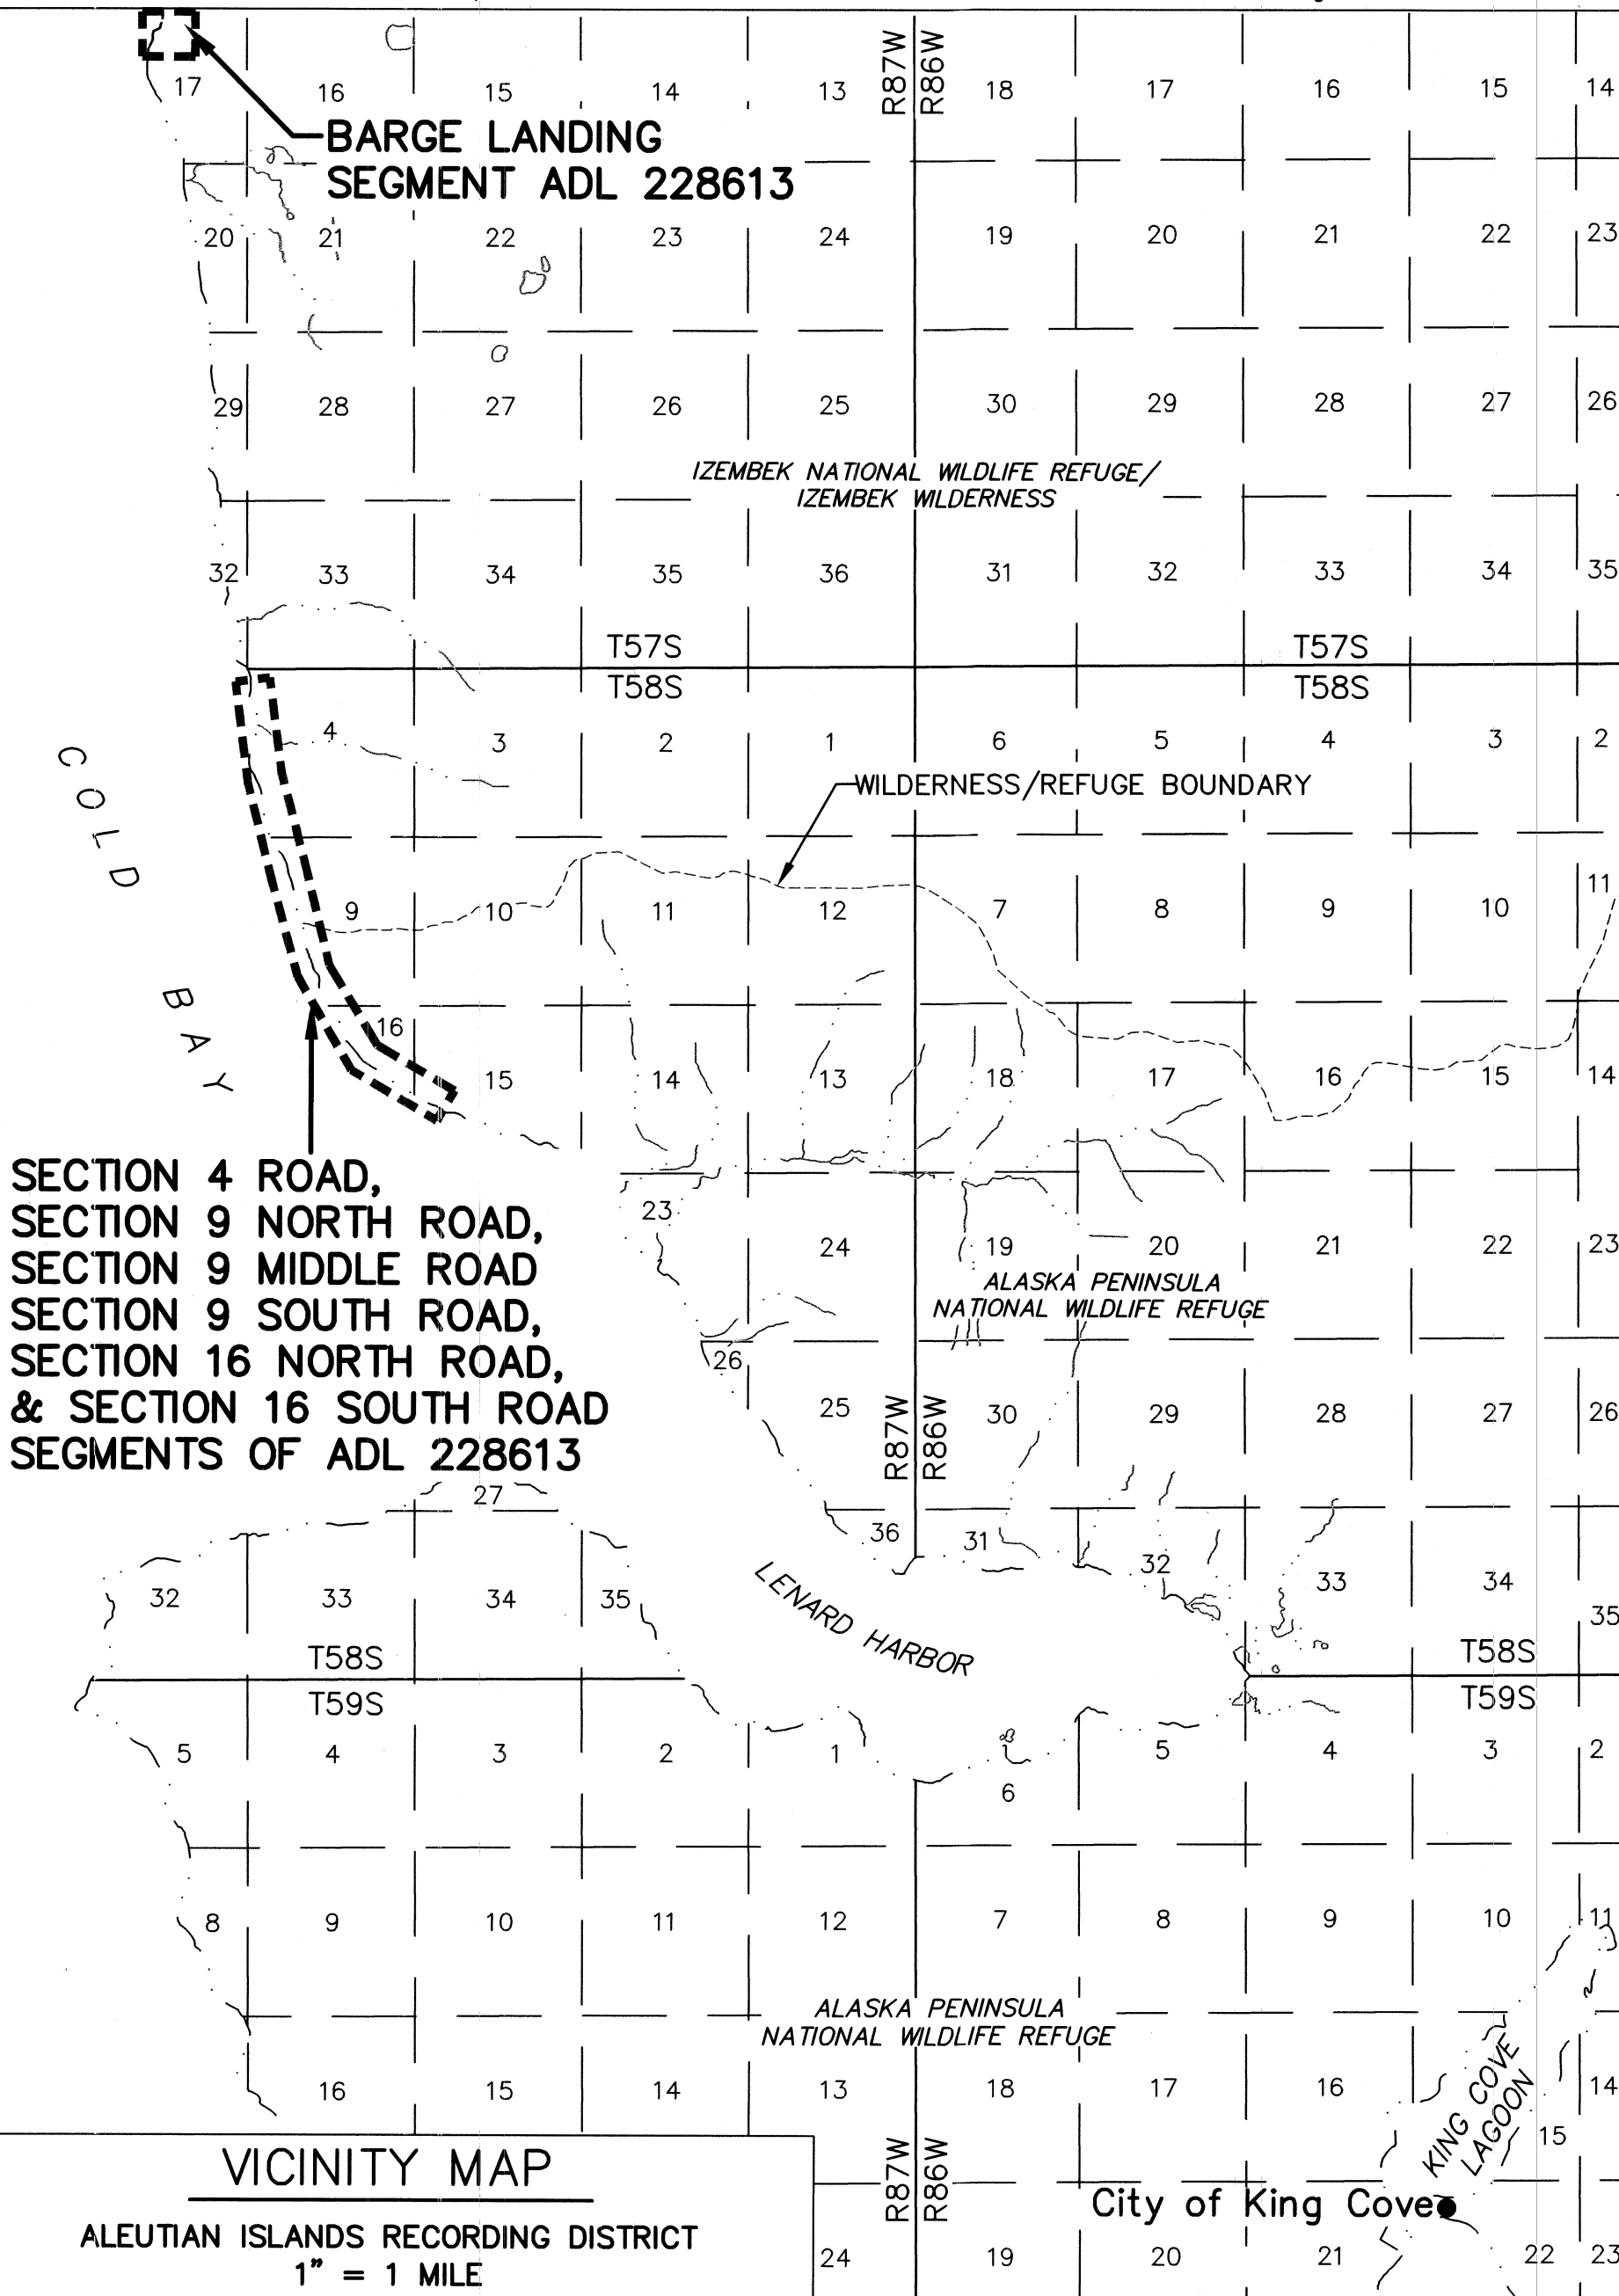 17 16 15 14 13 R87W R86W 18 17 16 15 14
BARGE LANDING
SEGMENT ADL 228613
20 21 22 23 24 19 20 21 22 23
29 28 27 26 25 30 29 28 27 26
IZEMBEK NATIONAL WILDLIFE REFUGE/
IZEMBEK WILDERNESS
32 33 34 35 36 31 32 33 34 35
T57S T57S
T58S T58S
4 3 2 1 6 5 4 3 2
WILDERNESS/REFUGE BOUNDARY
COLD BAY
9 10 11 12 7 8 9 10 11
16 15 14 13 18 17 16 15 14
SECTION 4 ROAD,
SECTION 9 NORTH ROAD,
SECTION 9 MIDDLE ROAD
SECTION 9 SOUTH ROAD,
SECTION 16 NORTH ROAD,
& SECTION 16 SOUTH ROAD
SEGMENTS OF ADL 228613
23 24 19 20 21 22 23
ALASKA PENINSULA
NATIONAL WILDLIFE REFUGE
26 25 R87W R86W 30 29 28 27 26
27 36 31 32 33 34 35
LENARD HARBOR
32 33 34 35
T58S T58S
T59S T59S
5 4 3 2 1 6 5 4 3 2
8 9 10 11 12 7 8 9 10 11
ALASKA PENINSULA
NATIONAL WILDLIFE REFUGE
16 15 14 13 18 17 16 15 14
KING COVE
LAGOON
R87W R86W
City of King Cove
24 19 20 21 22 23
VICINITY MAP
ALEUTIAN ISLANDS RECORDING DISTRICT
1" = 1 MILE